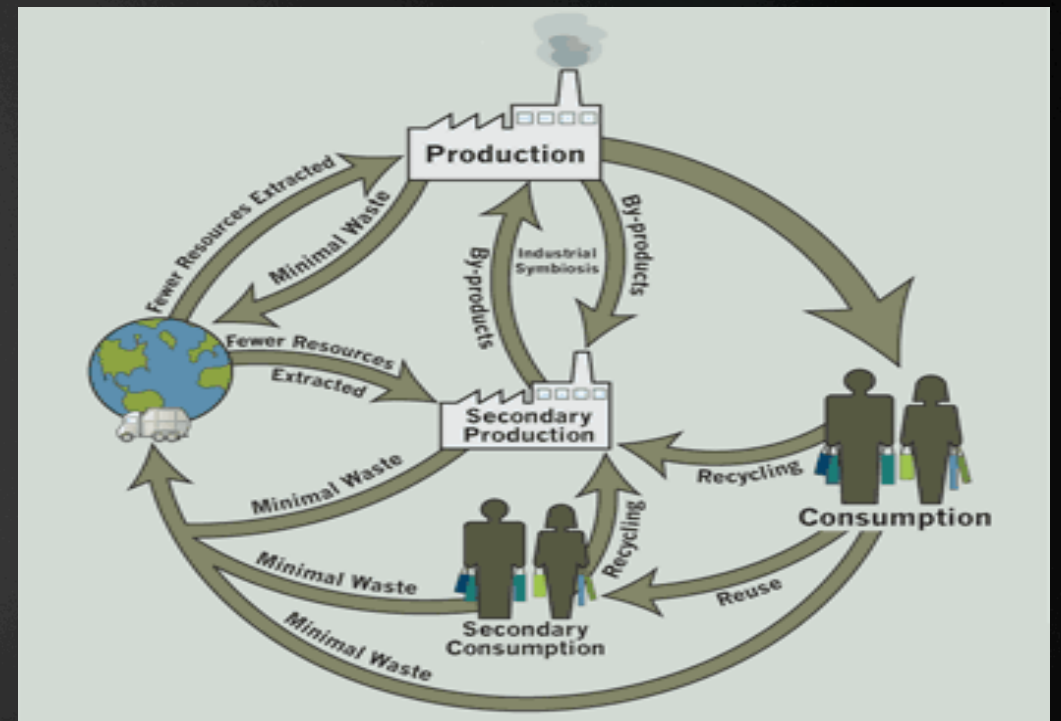 Production
Fewer Resources Extracted
Minimal Waste
By-products
Industrial
Symbiosis
By-products
Fewer Resources
Extracted
Secondary
Production
Recycling
Minimal Waste
Consumption
Recycling
Minimal Waste
Reuse
Secondary
Consumption
Minimal Waste